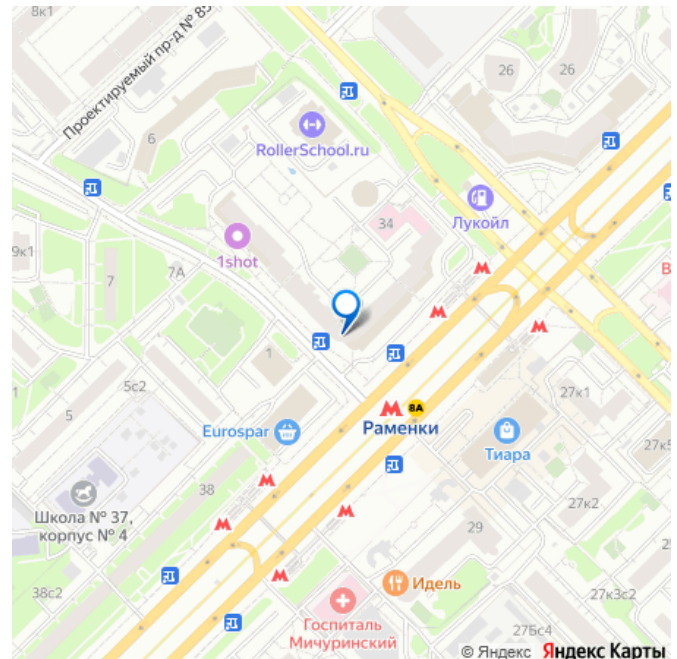 8к1
Проектируемый пр-д № 85
26
26
6
RollerSchool.ru
Лукойл
34
9к1
1shot
7А
7
В
1
5с2
8А
Раменки
27к1
5
Eurospar
Тиара
27к5
38
Школа № 37,
корпус № 4
27к2
29
2
38с2
Идель
27к3с2
Госпиталь
Мичуринский
27Бс4
© Яндекс Яндекс Карты